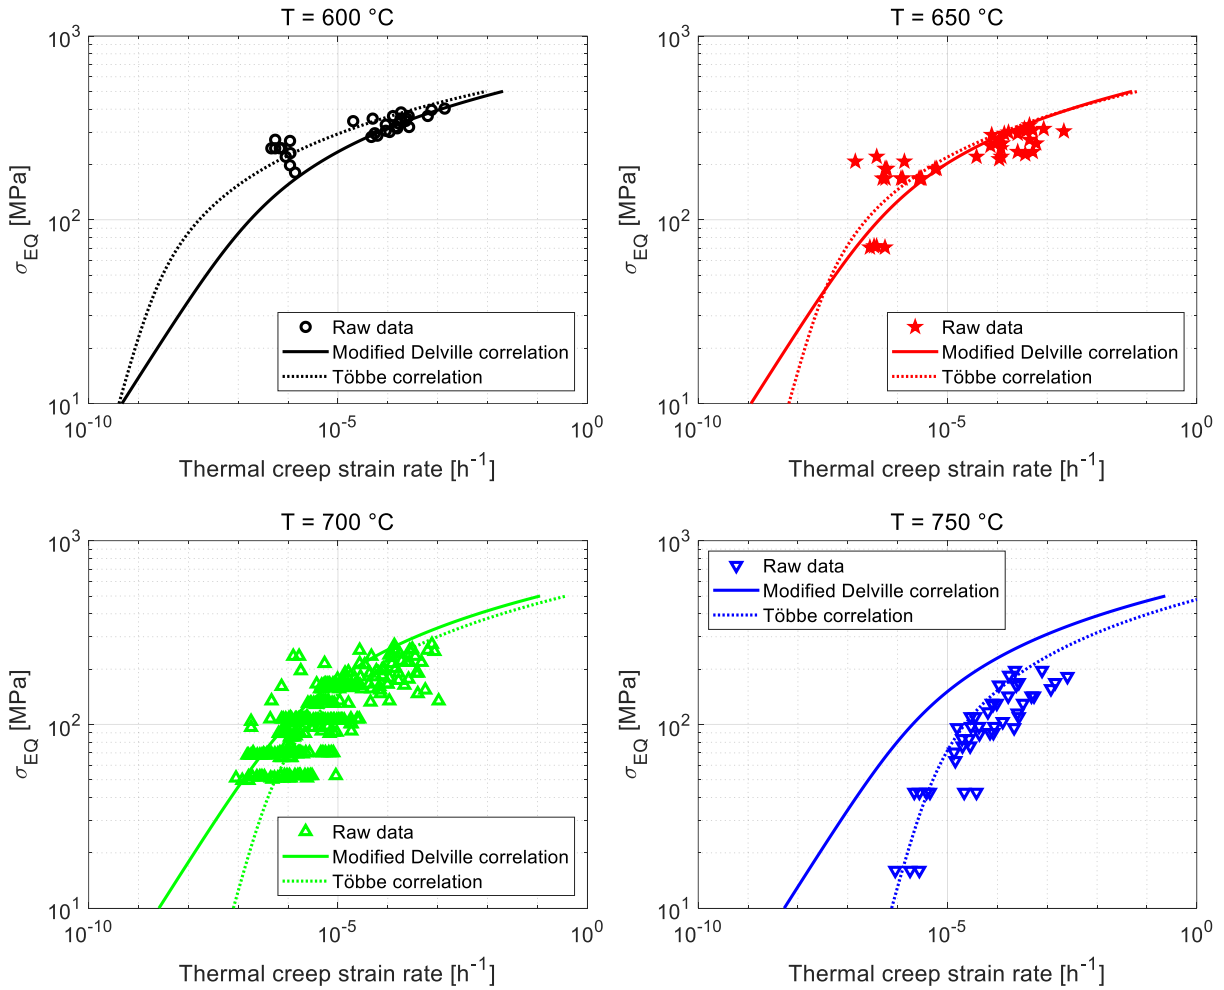 T = 600 °C
10^3
10^2
10^1
σ_EQ [MPa]
Raw data
Modified Delville correlation
Többe correlation
10^-10
10^-5
10^0
Thermal creep strain rate [h^-1]
T = 650 °C
10^3
10^2
10^1
σ_EQ [MPa]
Raw data
Modified Delville correlation
Többe correlation
10^-10
10^-5
10^0
Thermal creep strain rate [h^-1]
T = 700 °C
10^3
10^2
10^1
σ_EQ [MPa]
Raw data
Modified Delville correlation
Többe correlation
10^-10
10^-5
10^0
Thermal creep strain rate [h^-1]
T = 750 °C
10^3
10^2
10^1
σ_EQ [MPa]
Raw data
Modified Delville correlation
Többe correlation
10^-10
10^-5
10^0
Thermal creep strain rate [h^-1]